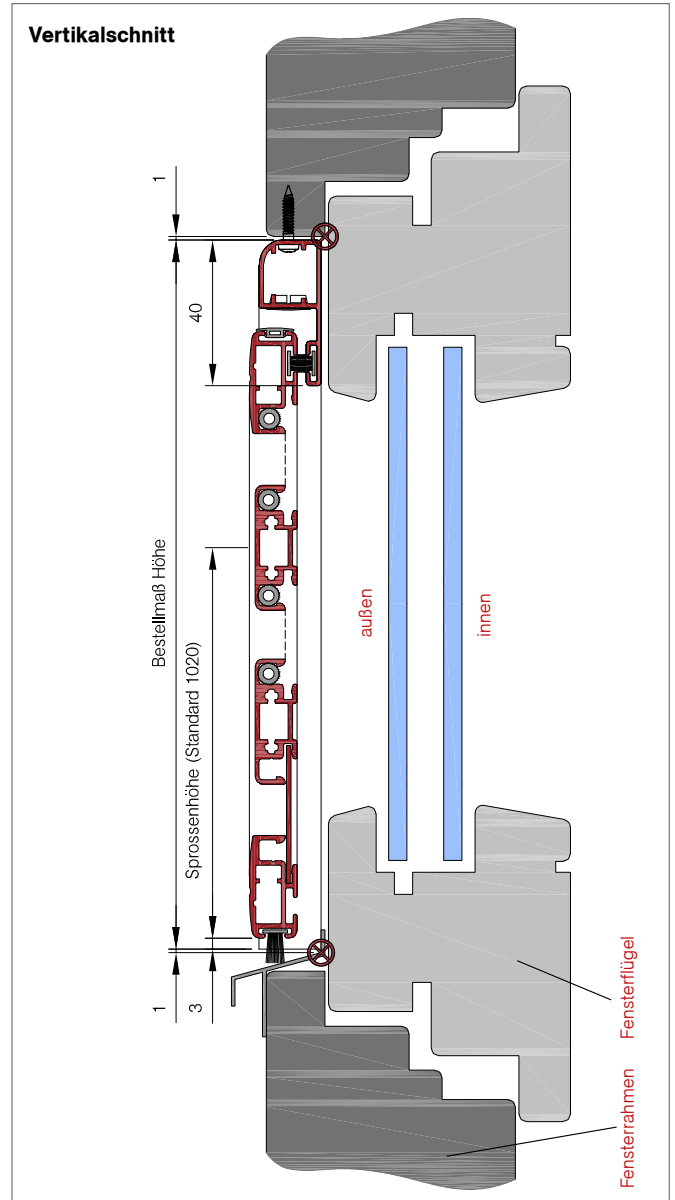 Vertikalschnitt
1
40
Bestellmaß Höhe
Sprossenhöhe (Standard 1020)
außen
innen
1
3
Fensterflügel
Fensterrahmen